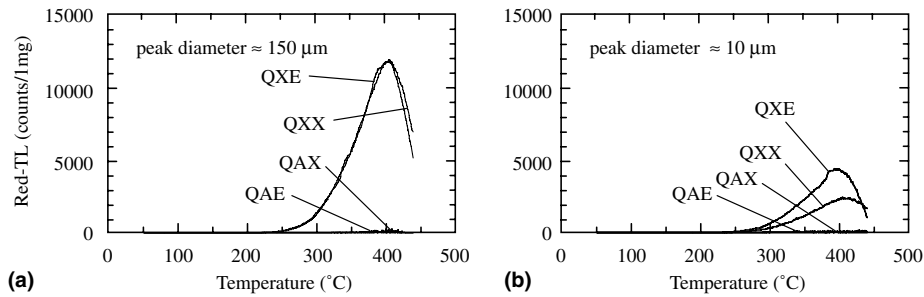 15000
10000
5000
0
Red-TL (counts/1mg)
peak diameter ≈ 150 μm
QXE
QXX
QAX
QAE
0 100 200 300 400 500
Temperature (˚C)
(a)
15000
10000
5000
0
peak diameter ≈ 10 μm
QXE
QXX
QAX
QAE
0 100 200 300 400 500
Temperature (˚C)
(b)